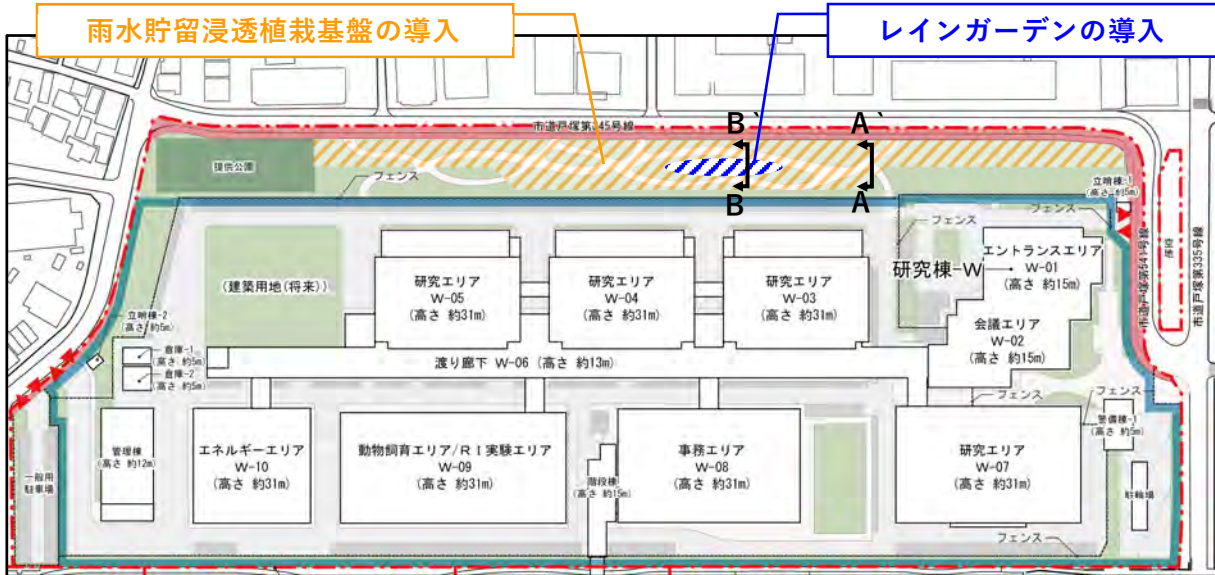 雨水貯留浸透植栽基盤の導入
レインガーデンの導入
市道戸塚第345号線
B`
A`
提供公園
フェンス
B
A
立哨棟-1
(高さ 約5m)
フェンス
フェンス
研究棟-W
エントランスエリア
W-01
(高さ 約15m)
市道戸塚第541号線
市道戸塚第335号線
(建築用地(将来))
研究エリア
W-05
(高さ 約31m)
研究エリア
W-04
(高さ 約31m)
研究エリア
W-03
(高さ 約31m)
会議エリア
W-02
(高さ 約15m)
立哨棟-2
(高さ 約5m)
倉庫-1
(高さ 約5m)
倉庫-2
(高さ 約5m)
渡り廊下 W-06 (高さ 約13m)
フェンス
フェンス
警備棟-1
(高さ 約5m)
管理棟
(高さ 約12m)
エネルギーエリア
W-10
(高さ 約31m)
動物飼育エリア/RI実験エリア
W-09
(高さ 約31m)
階段棟
(高さ 約15m)
事務エリア
W-08
(高さ 約31m)
研究エリア
W-07
(高さ 約31m)
一般用
駐車場
駐輪場
フェンス